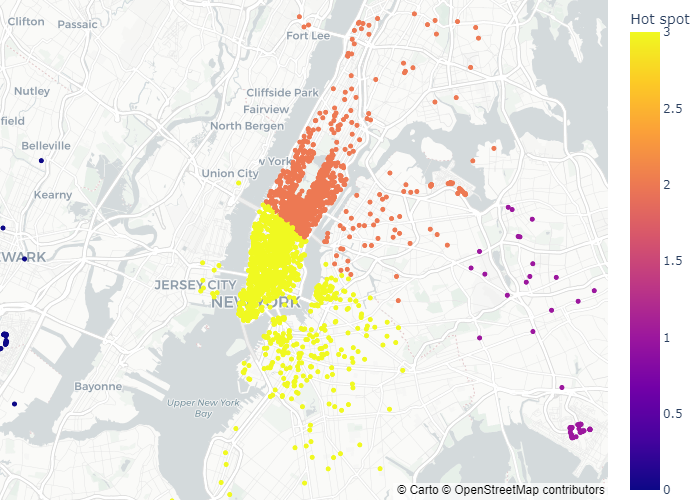 Clifton
Passaic
Fort Lee
Hot spot
3
Nutley
Cliffside Park
Fairview
2.5
field
North Bergen
Belleville
w York
Union City
2
Kearny
WARK
1.5
JERSEY CITY
NEW YORK
1
Bayonne
Upper New York
Bay
0.5
0
© Carto © OpenStreetMap contributors